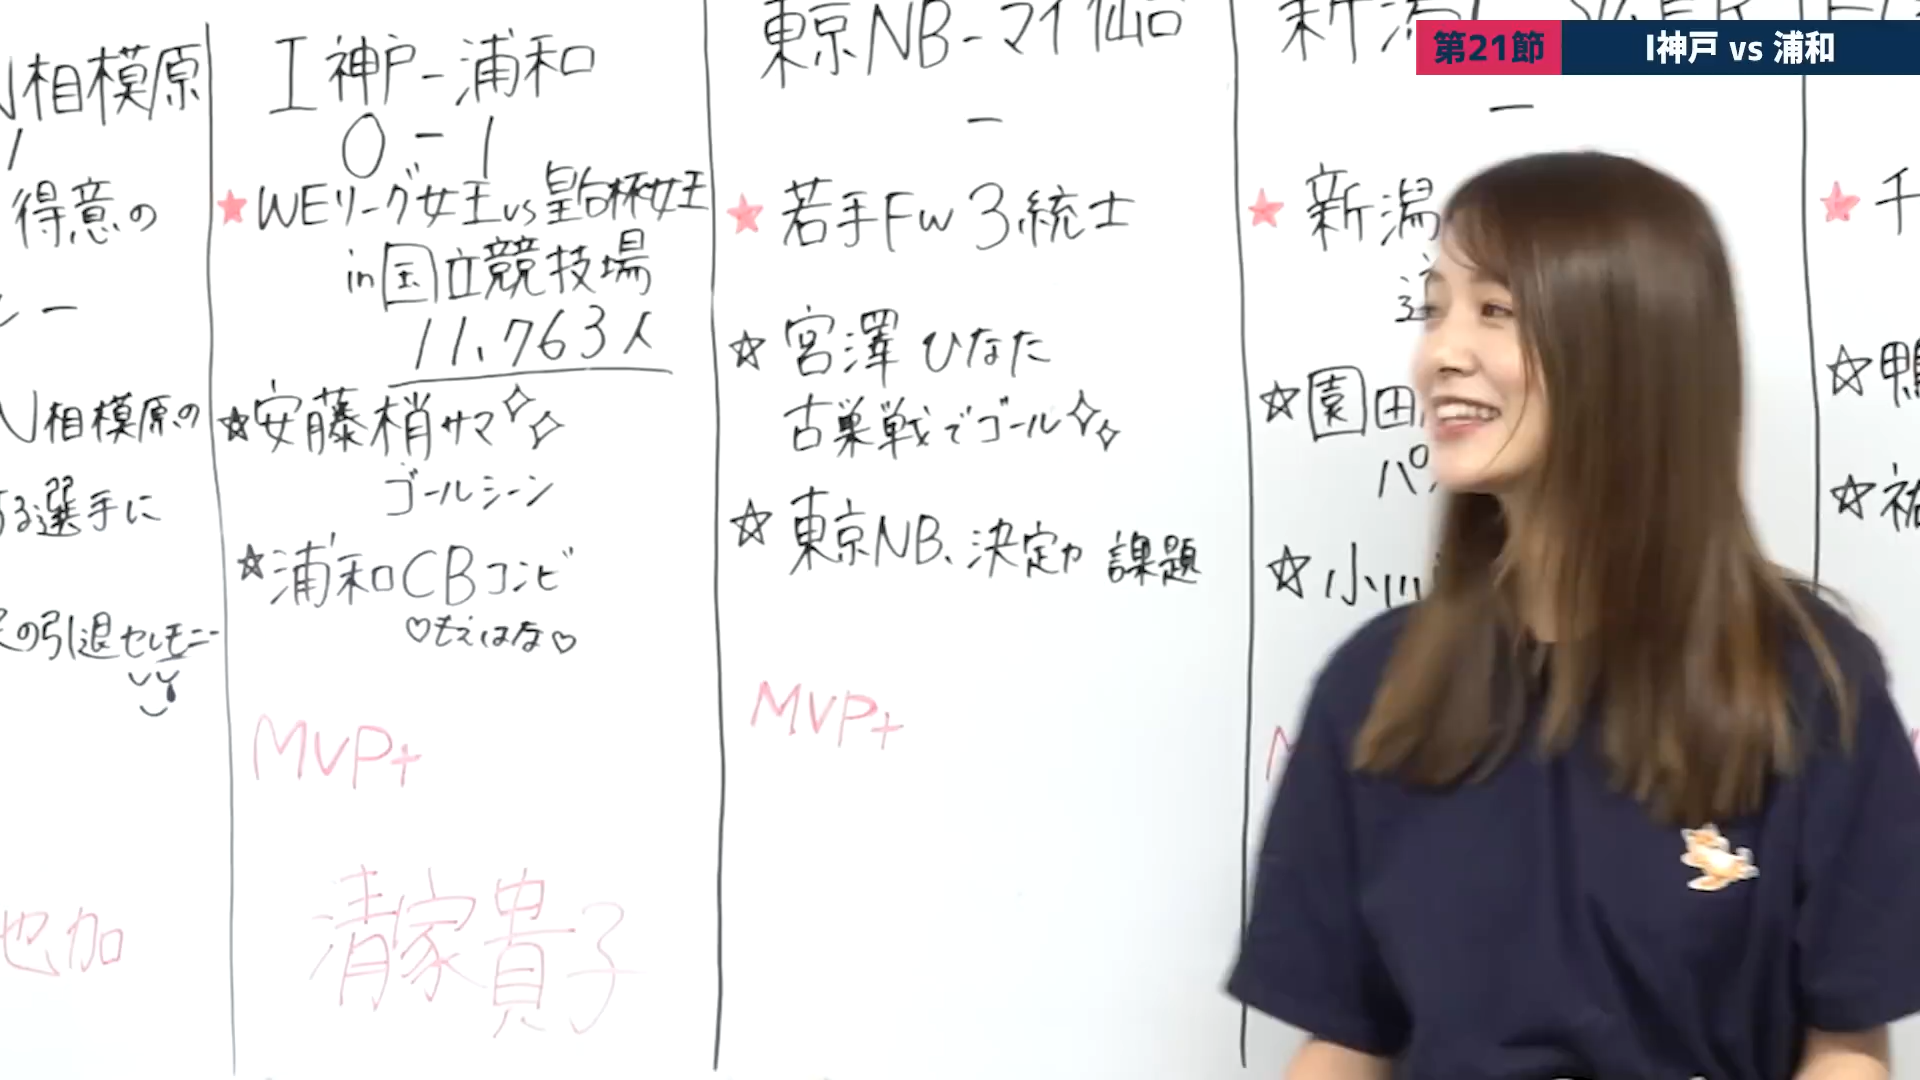 第21節 I神戸 vs 浦和
相模原
得意の
相模原の
選手に
の引退セレモニー
也加
I神戸-浦和
0-1
★WEリーグ女王vs皇后杯女王
in国立競技場
11,763人
☆安藤梢サマ
ゴールシーン
☆浦和CBコンビ
♡もえはな♡
MVP+
清家貴子
東京NB-マイ仙台
-
★若手FW3銃士
☆宮澤ひなた
古巣戦でゴール
☆東京NB、決定力 課題
MVP+
新潟L
-
★新潟
☆園田
☆小川
★千
☆鴨
☆祐